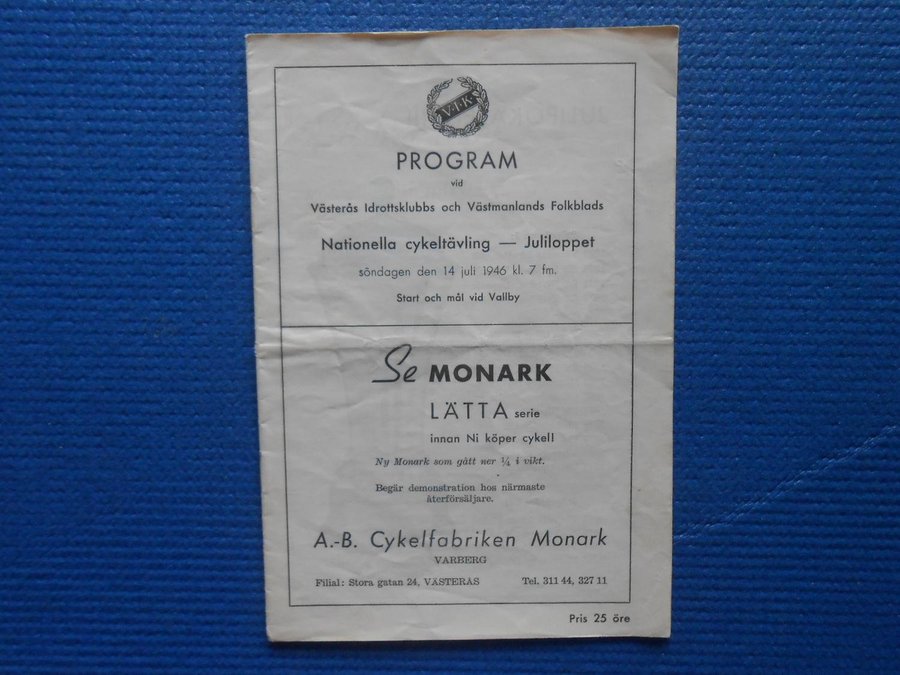 V.I.K
PROGRAM
vid
Västerås Idrottsklubbs och Västmanlands Folkblads
Nationella cykeltävling — Juliloppet
söndagen den 14 juli 1946 kl. 7 fm.
Start och mål vid Vallby
Se MONARK
LÄTTA serie
innan Ni köper cykel!
Ny Monark som gått ner ¼ i vikt.
Begär demonstration hos närmaste
återförsäljare.
A.-B. Cykelfabriken Monark
VARBERG
Filial: Stora gatan 24, VÄSTERÅS Tel. 311 44, 327 11
Pris 25 öre